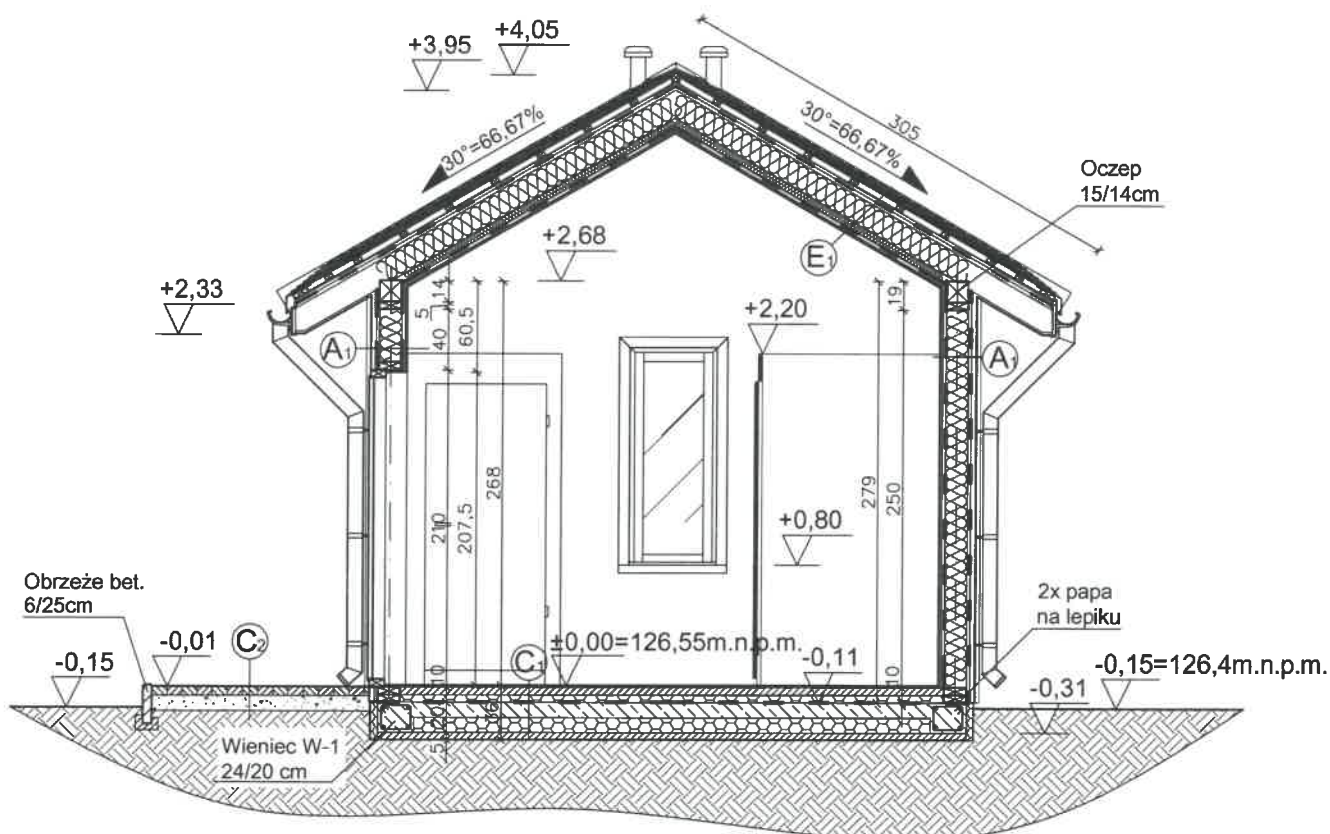 +3,95
+4,05
30°=66,67%
30°=66,67%
305
Oczep
15/14cm
+2,68
E1
+2,33
14
5
40
60,5
19
+2,20
A1
A1
268
210
207,5
279
250
+0,80
Obrzeże bet.
6/25cm
2x papa
na lepiku
-0,15
-0,01
C2
C1
±0,00=126,55m.n.p.m.
-0,11
-0,15=126,4m.n.p.m.
-0,31
10
10
20
5
36
Wieniec W-1
24/20 cm